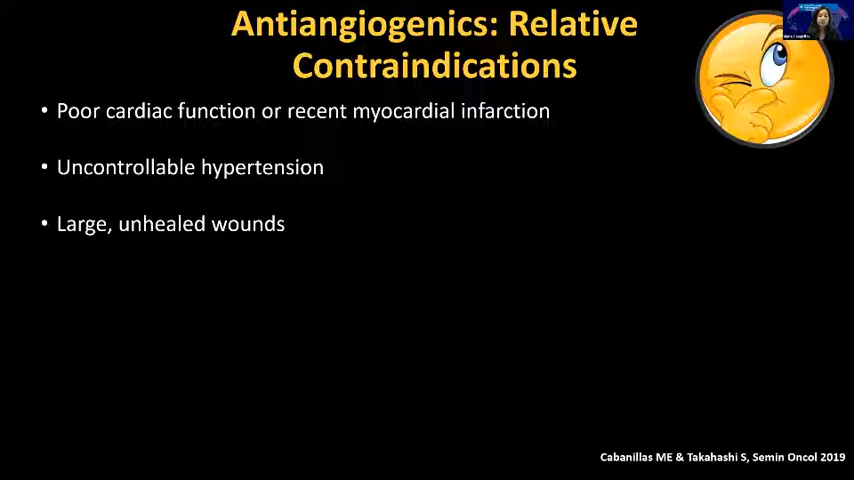 Antiangiogenics: Relative
Contraindications
• Poor cardiac function or recent myocardial infarction
• Uncontrollable hypertension
• Large, unhealed wounds
Cabanillas ME & Takahashi S, Semin Oncol 2019